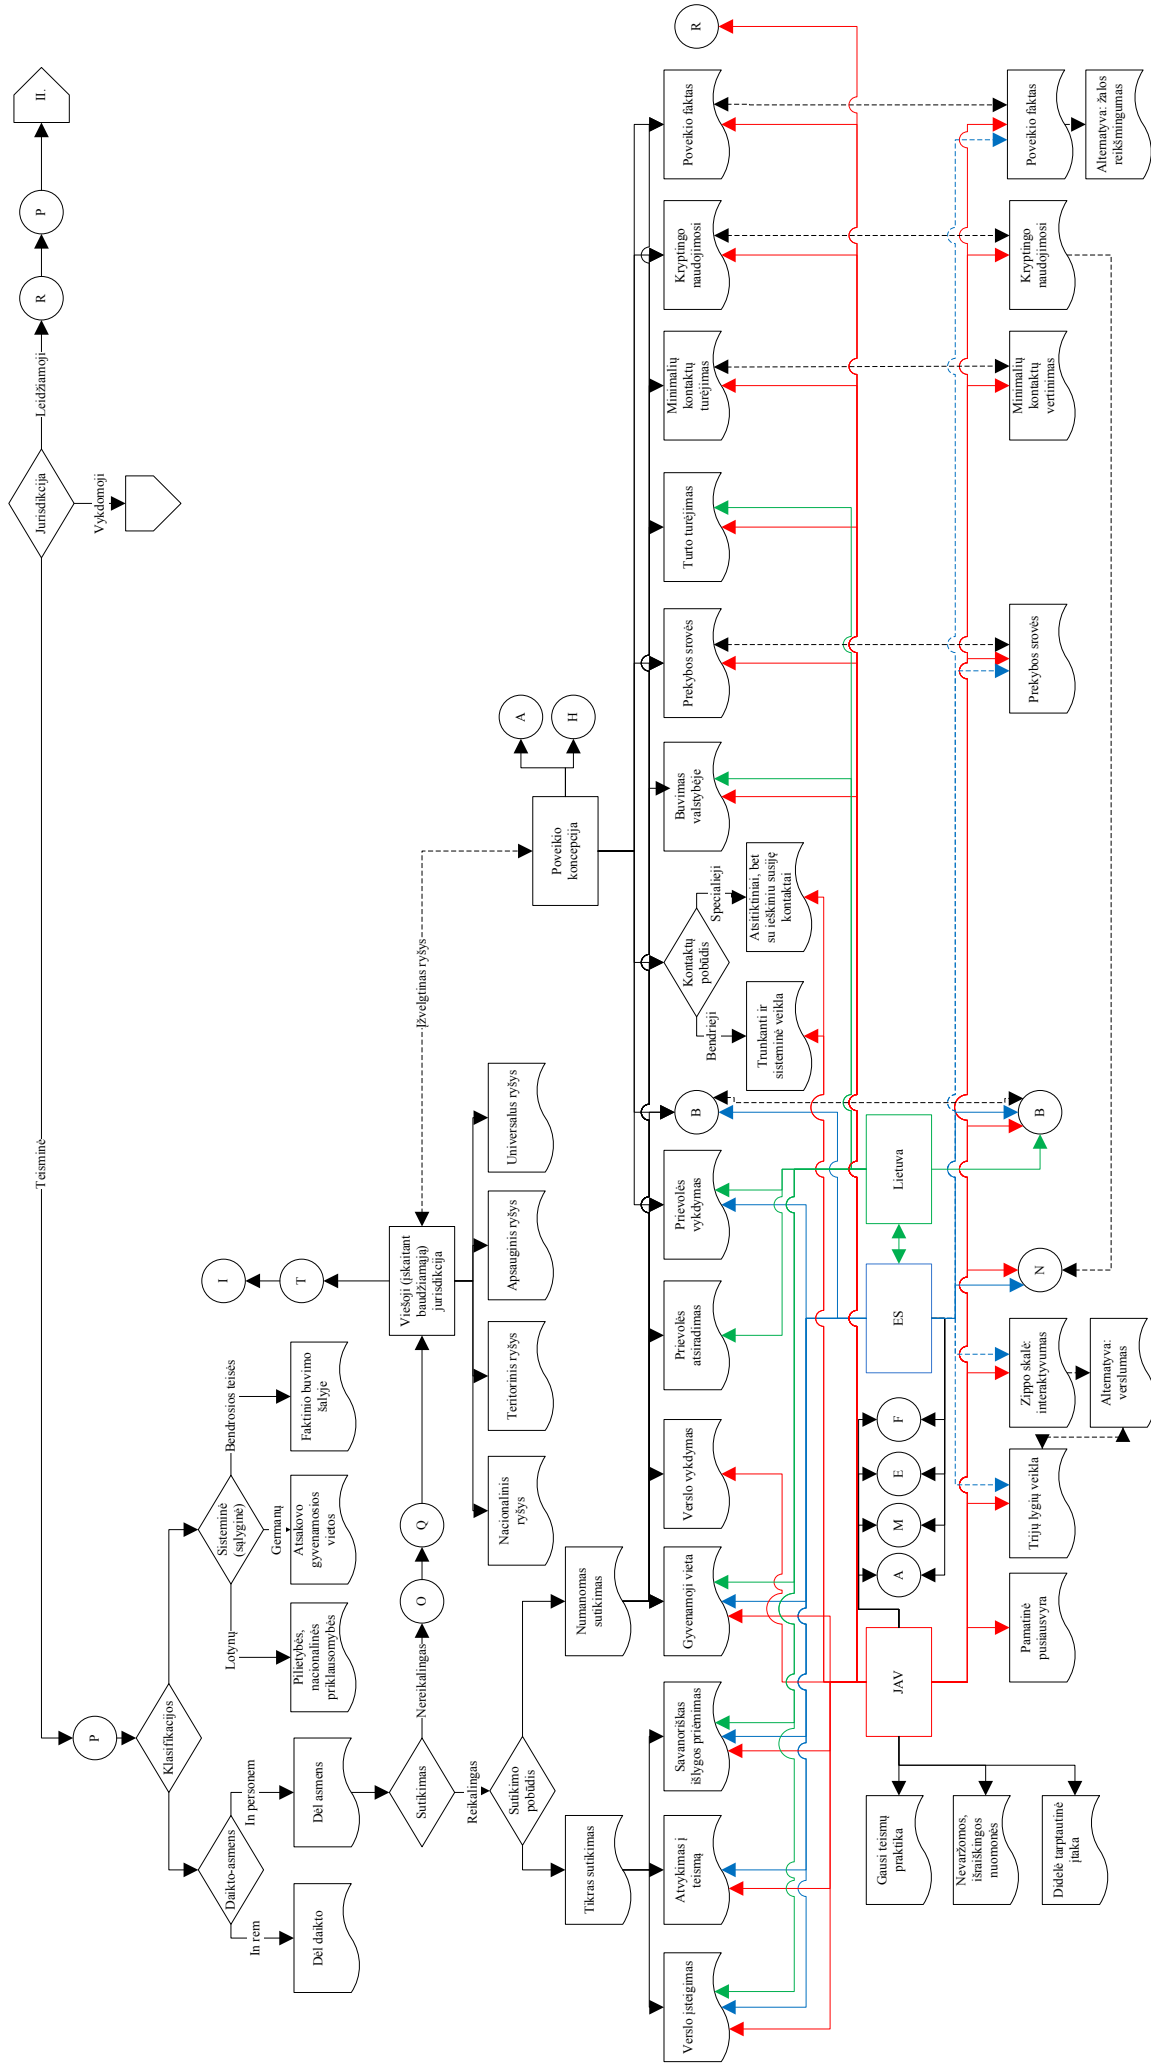 Jurisdikcija
Teisminė
Vykdomoji
Leidžiamoji
R
P
II.
P
Klasifikacijos
Daikto-asmens
In rem
In personem
Dėl daikto
Dėl asmens
Sisteminė
(sąlyginė)
Lotynų
Germanų
Bendrosios teisės
Pilietybės,
nacionalinės
priklausomybės
Atsakovo
gyvenamosios
vietos
Faktinio buvimo
šalyje
Sutikimas
Nereikalingas
Reikalingas
O
Q
Viešoji (įskaitant
baudžiamąją)
jurisdikcija
T
I
Nacionalinis
ryšys
Teritorinis ryšys
Apsauginis ryšys
Universalus ryšys
Įžvelgtinas ryšys
Poveikio
koncepcija
A
H
Sutikimo
pobūdis
Tikras sutikimas
Numanomas
sutikimas
Verslo įsteigimas
Atvykimas į
teismą
Savanoriškas
išlygos priėmimas
Gyvenamoji vieta
Verslo vykdymas
Prievolės
atsiradimas
Prievolės
vykdymas
B
Kontaktų
pobūdis
Bendrieji
Specialieji
Trunkanti ir
sisteminė veikla
Atsitiktiniai, bet
su ieškiniu susiję
kontaktai
Buvimas
valstybėje
Prekybos srovės
Turto turėjimas
Minimalių
kontaktų
turėjimas
Kryptingo
naudojimosi
Poveikio faktas
R
JAV
ES
Lietuva
A
M
E
F
Gausi teismų
praktika
Nevaržomos,
išraiškingos
nuomonės
Didelė tarptautinė
įtaka
Pamatinė
pusiausvyra
Trijų lygių veikla
Zippo skalė:
interaktyvumas
Alternatyva:
verslumas
N
B
Prekybos srovės
Minimalių
kontaktų
vertinimas
Kryptingo
naudojimosi
Poveikio faktas
Alternatyva: žalos
reikšmingumas